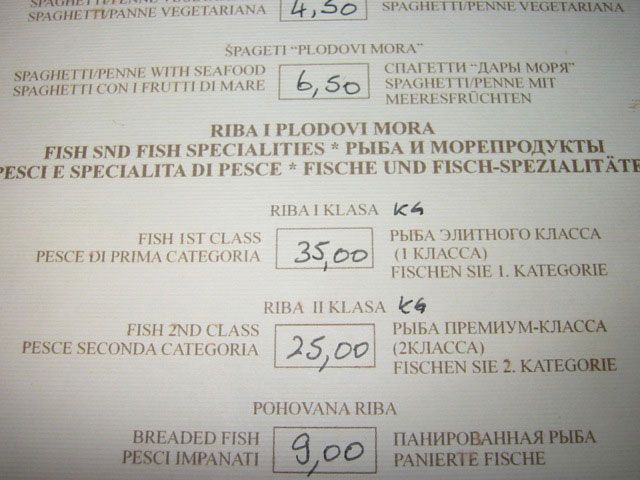 SPAGHETTI/PANNE VEGETARIANA 4,50 SPAGHETTI/PENNE VEGETARIANA
ŠPAGETI “PLODOVI MORA”
SPAGHETTI/PENNE WITH SEAFOOD 6,50 СПАГЕТТИ “ДАРЫ МОРЯ”
SPAGHETTI CON I FRUTTI DI MARE SPAGHETTI/PENNE MIT
MEERESFRÜCHTEN
RIBA I PLODOVI MORA
FISH SND FISH SPECIALITIES * РЫБА И МОРЕПРОДУКТЫ
PESCI E SPECIALITA DI PESCE * FISCHE UND FISCH-SPEZIALITÄTE
RIBA I KLASA KG
FISH 1ST CLASS 35,00 РЫБА ЭЛИТНОГО КЛАССА
PESCE DI PRIMA CATEGORIA (1 КЛАССА)
FISCHEN SIE 1. KATEGORIE
RIBA II KLASA KG
FISH 2ND CLASS 25,00 РЫБА ПРЕМИУМ-КЛАССА
PESCE SECONDA CATEGORIA (2КЛАССА)
FISCHEN SIE 2. KATEGORIE
POHOVANA RIBA
BREADED FISH 9,00 ПАНИРОВАННАЯ РЫБА
PESCI IMPANATI PANIERTE FISCHE